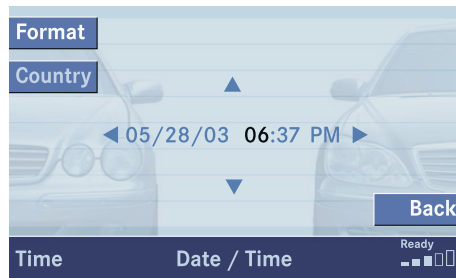 Format
Country
05/28/03 06:37 PM
Back
Time Date / Time Ready